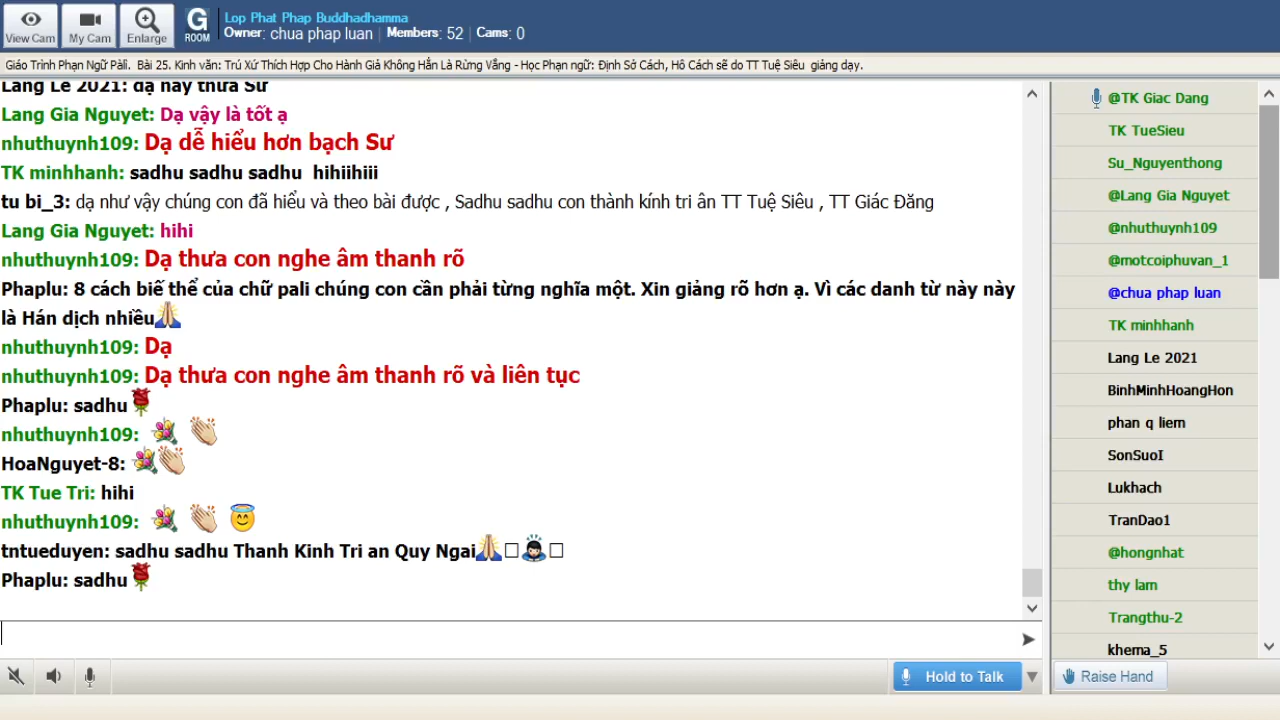 View Cam
My Cam
Enlarge
G
ROOM
Lop Phat Phap Buddhadhamma
Owner: chua phap luan | Members: 52 | Cams: 0
Giáo Trình Phạn Ngữ Pàli. Bài 25. Kinh văn: Trú Xứ Thích Hợp Cho Hành Giả Không Hẳn Là Rừng Vắng - Học Phạn ngữ: Định Sở Cách, Hô Cách sẽ do TT Tuệ Siêu giảng dạy.
Lang Le 2021: dạ hay thưa Sư
Lang Gia Nguyet: Dạ vậy là tốt ạ
nhuthuynh109: Dạ dễ hiểu hơn bạch Sư
TK minhhanh: sadhu sadhu sadhu hihiihiii
tu bi_3: dạ như vậy chúng con đã hiểu và theo bài được , Sadhu sadhu con thành kính tri ân TT Tuệ Siêu , TT Giác Đăng
Lang Gia Nguyet: hihi
nhuthuynh109: Dạ thưa con nghe âm thanh rõ
Phaplu: 8 cách biế thể của chữ pali chúng con cần phải từng nghĩa một. Xin giảng rõ hơn ạ. Vì các danh từ này này
là Hán dịch nhiều🙏
nhuthuynh109: Dạ
nhuthuynh109: Dạ thưa con nghe âm thanh rõ và liên tục
Phaplu: sadhu🌹
nhuthuynh109: 💐 👏
HoaNguyet-8: 💐👏
TK Tue Tri: hihi
nhuthuynh109: 💐 👏 😇
tntueduyen: sadhu sadhu Thanh Kinh Tri an Quy Ngai🙏□🙇□
Phaplu: sadhu🌹
Hold to Talk
@TK Giac Dang
TK TueSieu
Su_Nguyenthong
@Lang Gia Nguyet
@nhuthuynh109
@motcoiphuvan_1
@chua phap luan
TK minhhanh
Lang Le 2021
BinhMinhHoangHon
phan q liem
SonSuoI
Lukhach
TranDao1
@hongnhat
thy lam
Trangthu-2
khema_5
Raise Hand